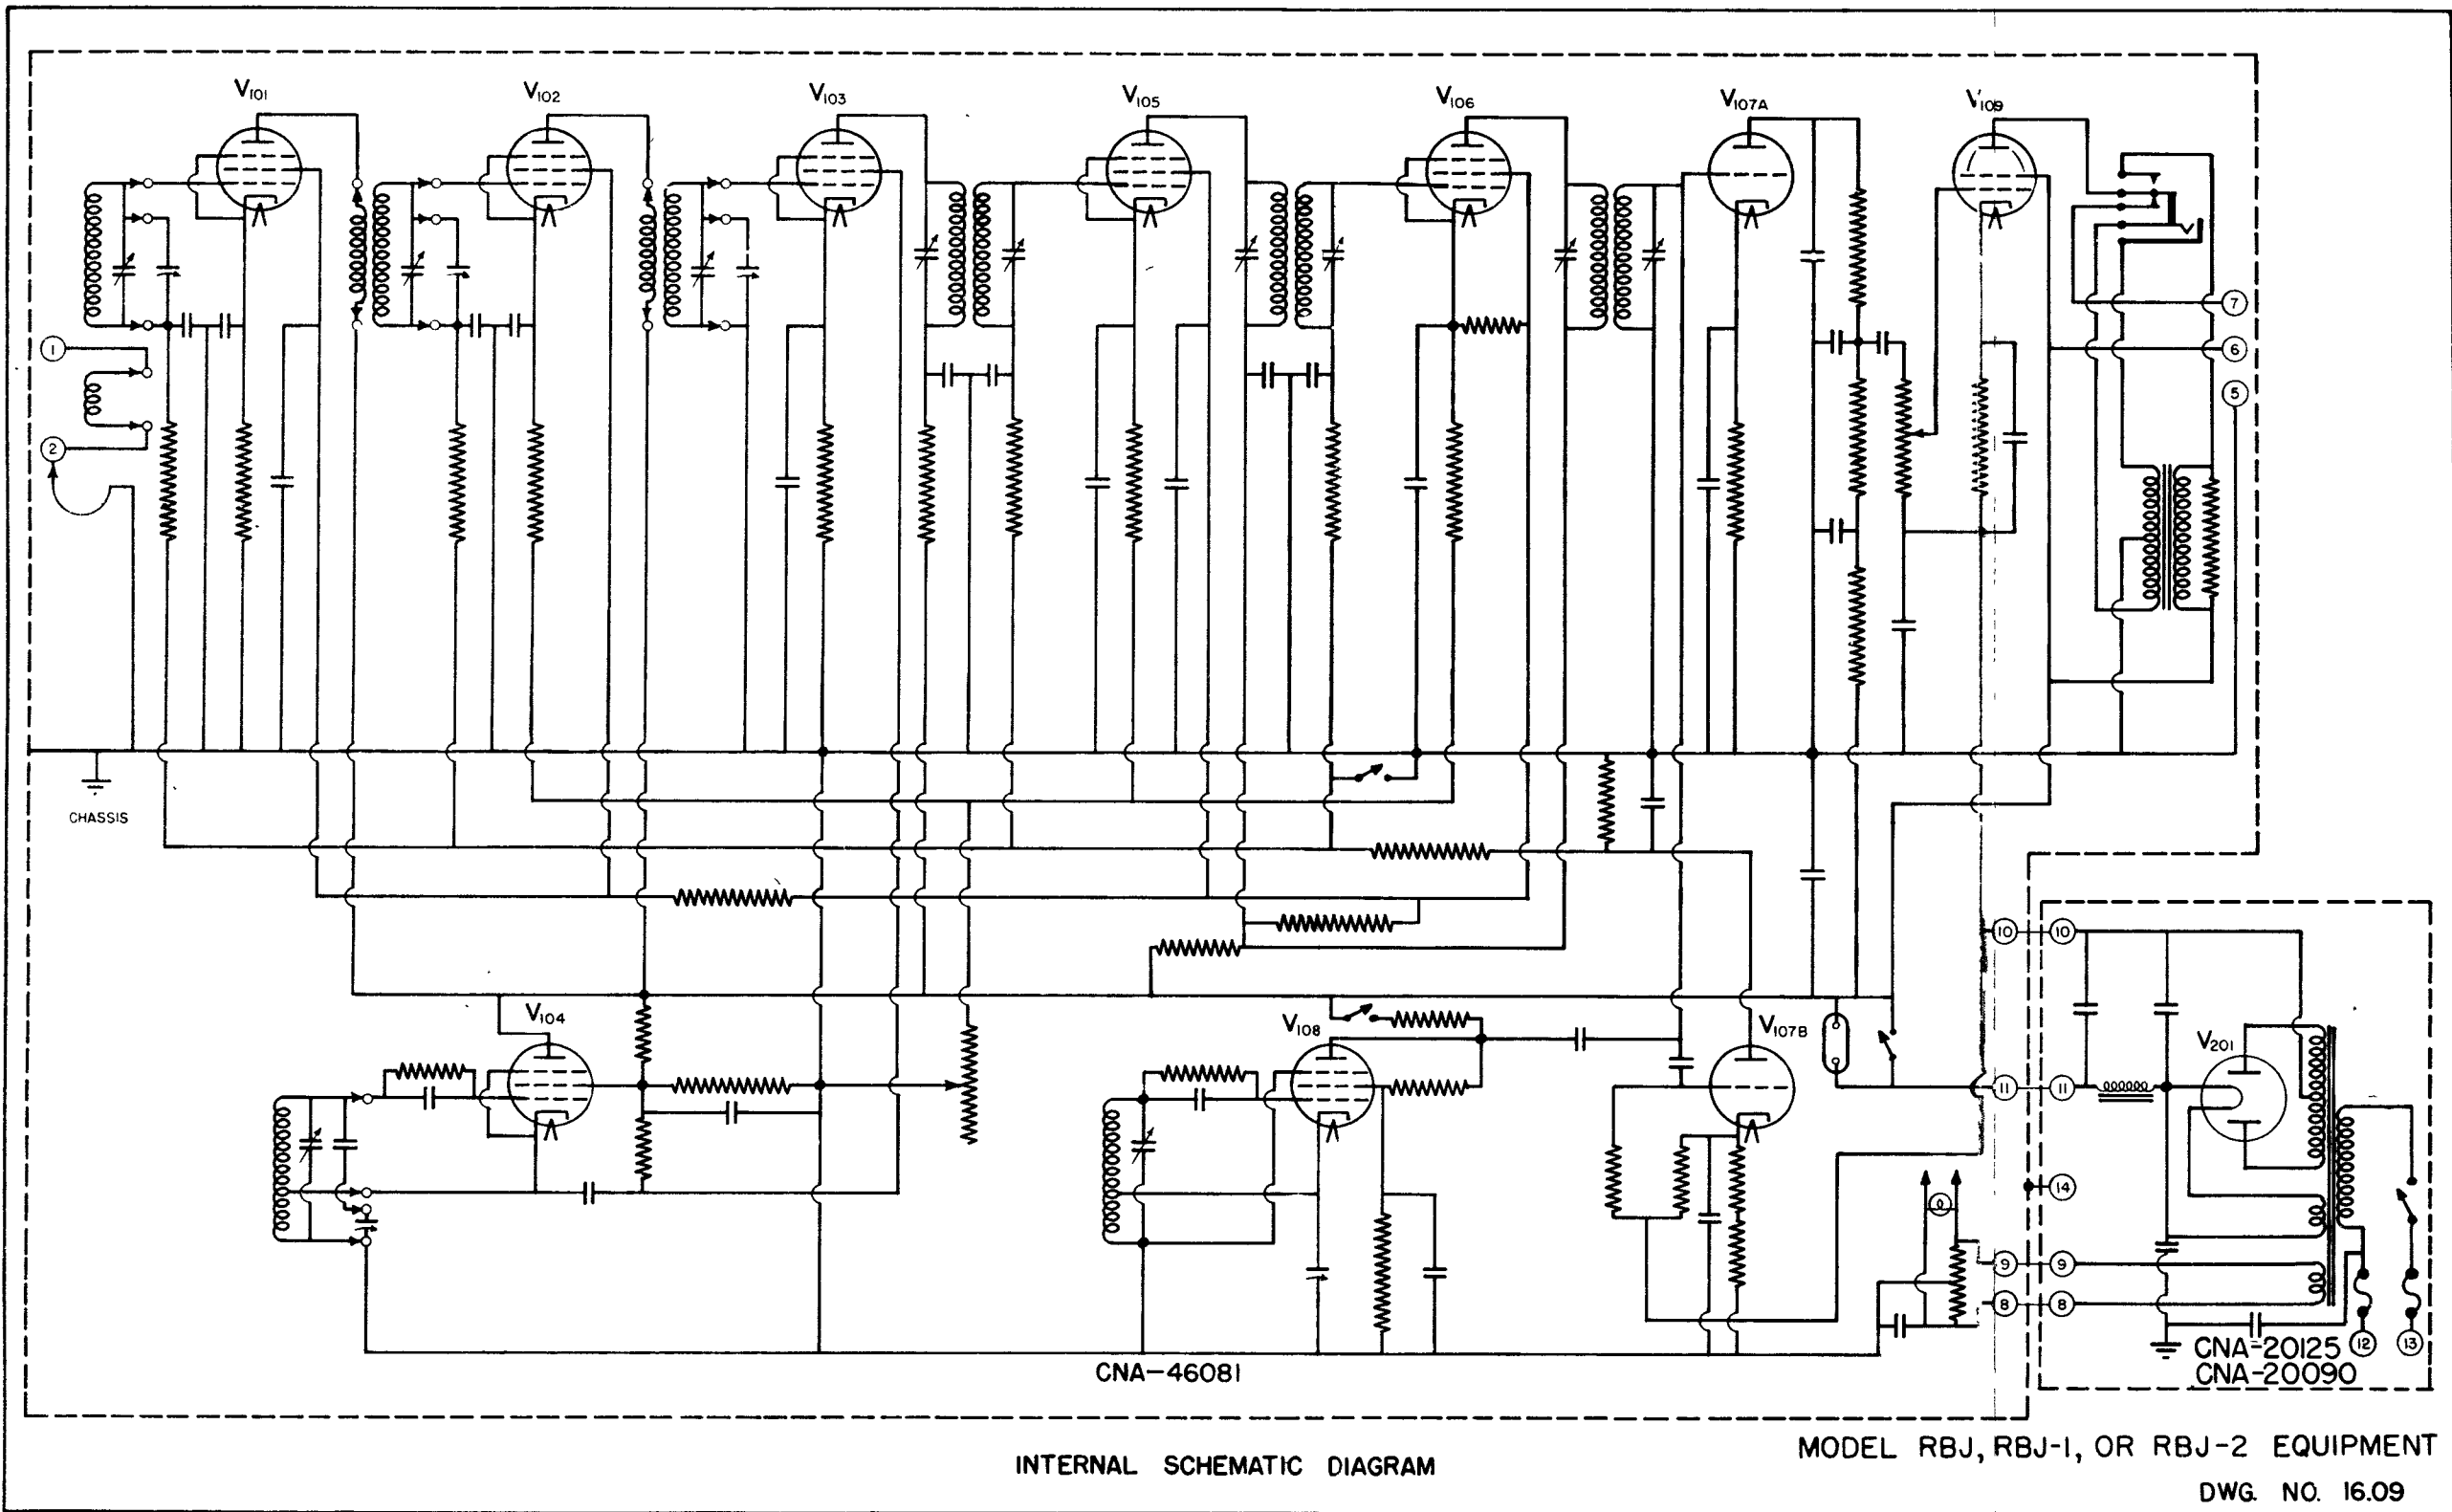 V101 V102 V103 V105 V106 V107A V109
1
2
7
6
5
CHASSIS
10 10
V104 V108 V107B V201
11 11
14
9 9
8 8
12 13
CNA-46081
CNA-20125
CNA-20090
INTERNAL SCHEMATIC DIAGRAM
MODEL RBJ, RBJ-1, OR RBJ-2 EQUIPMENT
DWG. NO. 16.09